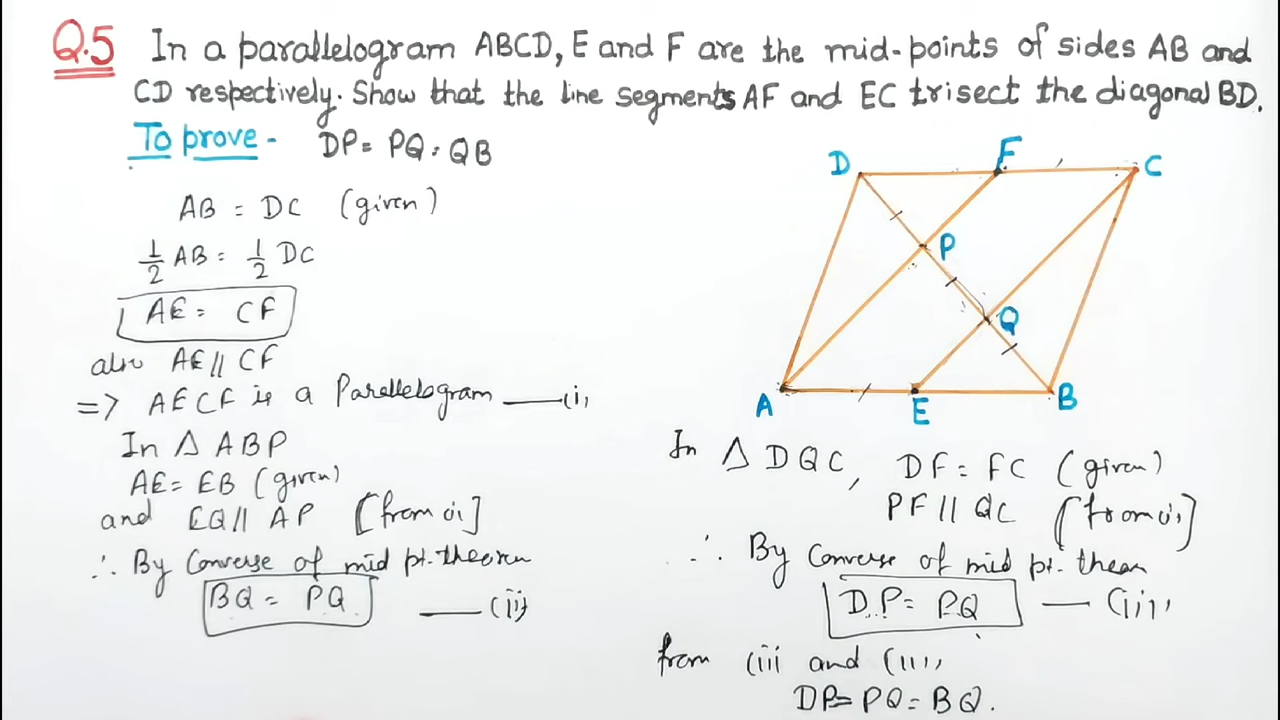 Q.5 In a parallelogram ABCD, E and F are the mid-points of sides AB and
CD respectively. Show that the line segments AF and EC trisect the diagonal BD.
To prove - DP = PQ = QB
AB = DC (given)
1/2 AB = 1/2 DC
AE = CF
also AE || CF
=> AECF is a Parallelogram —(i)
In △ ABP
AE = EB (given)
and EQ || AP [from (i)]
∴ By Converse of mid pt. theorem
BQ = PQ —(ii)
D F C
P
Q
A E B
In △ DQC, DF = FC (given)
PF || QC [from (i)]
∴ By Converse of mid pt. theorem
DP = PQ — (iii)
from (ii) and (iii)
DP = PQ = BQ.